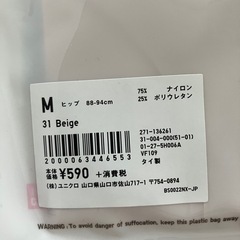 M ヒップ 88-94cm
75% ナイロン
25% ポリウレタン
31 Beige
271-136261
31-004-000(51-01)
01-27-5H006A
VF109
タイ製
2000063446553
本体価格 ¥590 +消費税
(株)ユニクロ 山口県山口市佐山717-1 〒754-0894
BS0022NX-JP
WARNING:
To avoid danger of suffocation, keep this plastic bag away